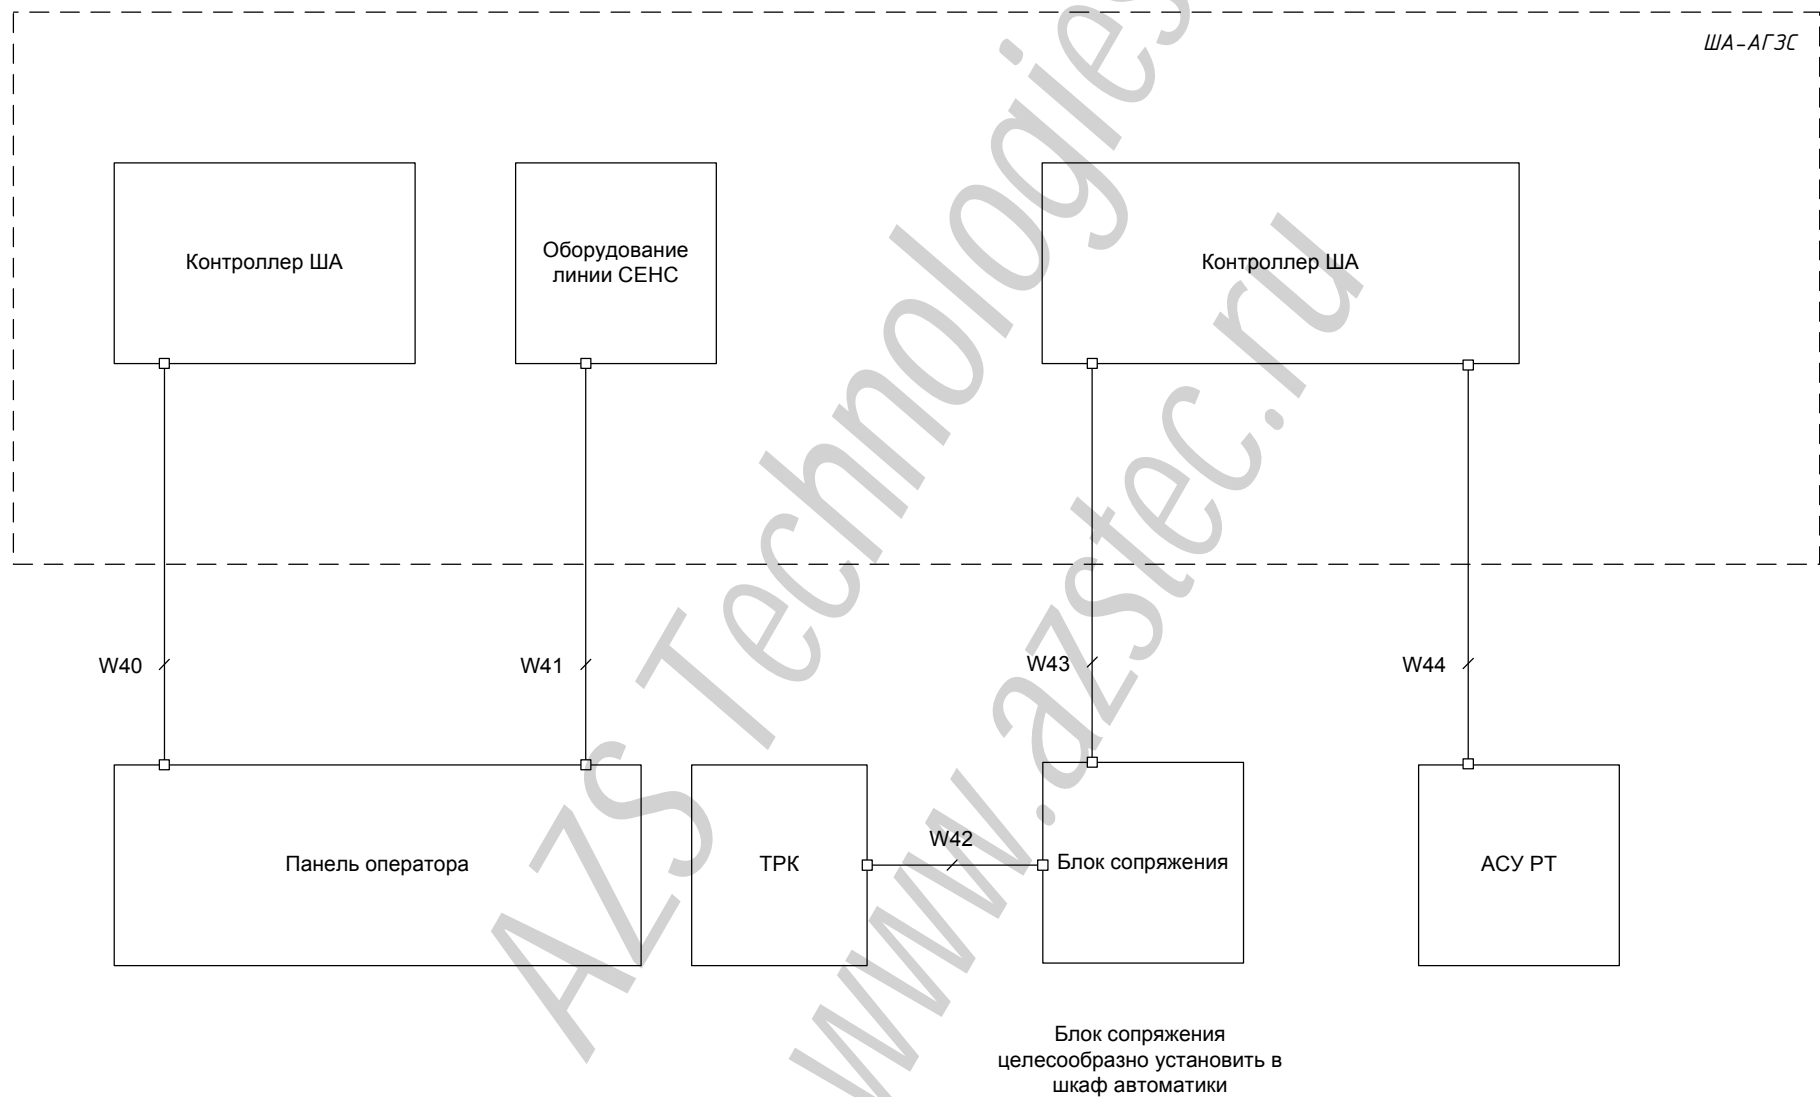 ША-АГЗС
Контроллер ША
Оборудование
линии СЕНС
Контроллер ША
W40
W41
W43
W44
Панель оператора
ТРК
W42
Блок сопряжения
АСУ РТ
Блок сопряжения
целесообразно установить в
шкаф автоматики
AZS Technologies
www.azstec.ru